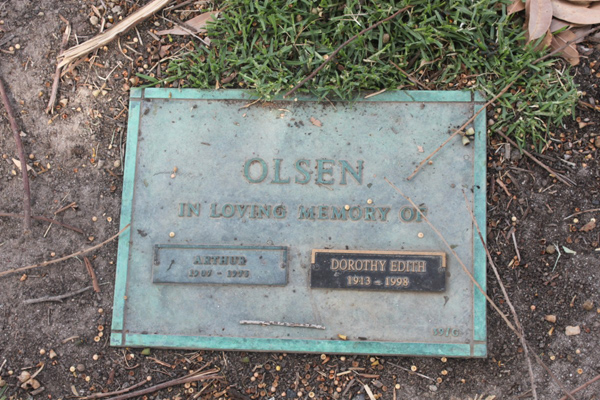 OLSEN
IN LOVING MEMORY OF
ARTHUR
DOROTHY EDITH
1913 - 1998